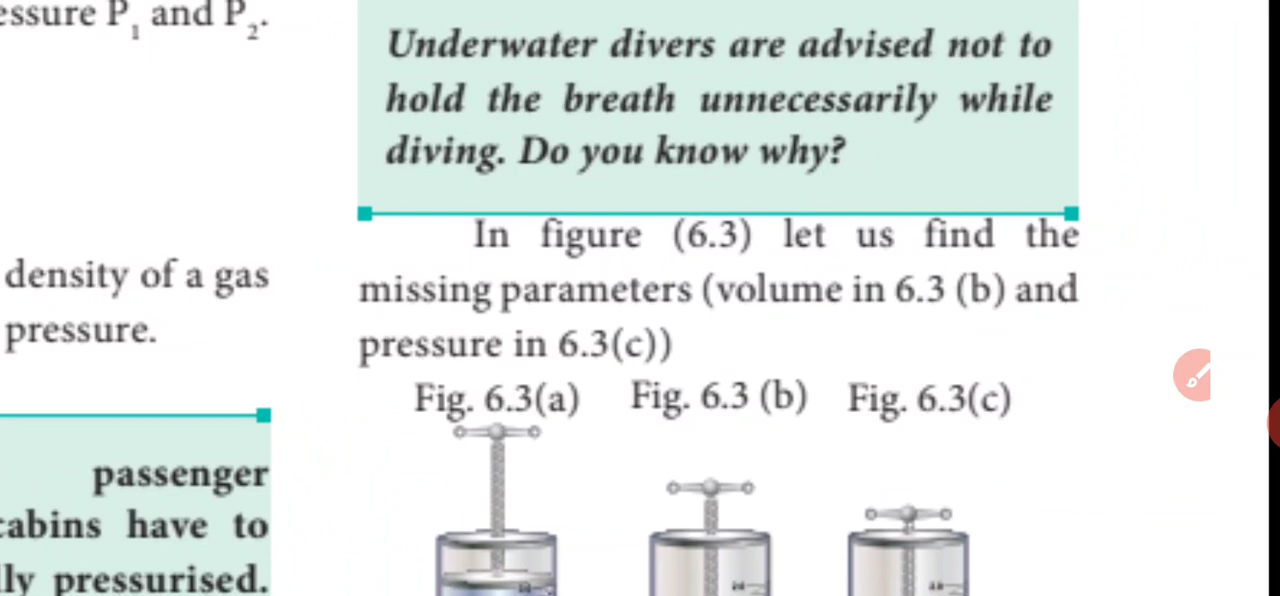 essure P1 and P2.
density of a gas
pressure.
passenger
cabins have to
lly pressurised.
Underwater divers are advised not to
hold the breath unnecessarily while
diving. Do you know why?
In figure (6.3) let us find the
missing parameters (volume in 6.3 (b) and
pressure in 6.3(c))
Fig. 6.3(a) Fig. 6.3 (b) Fig. 6.3(c)